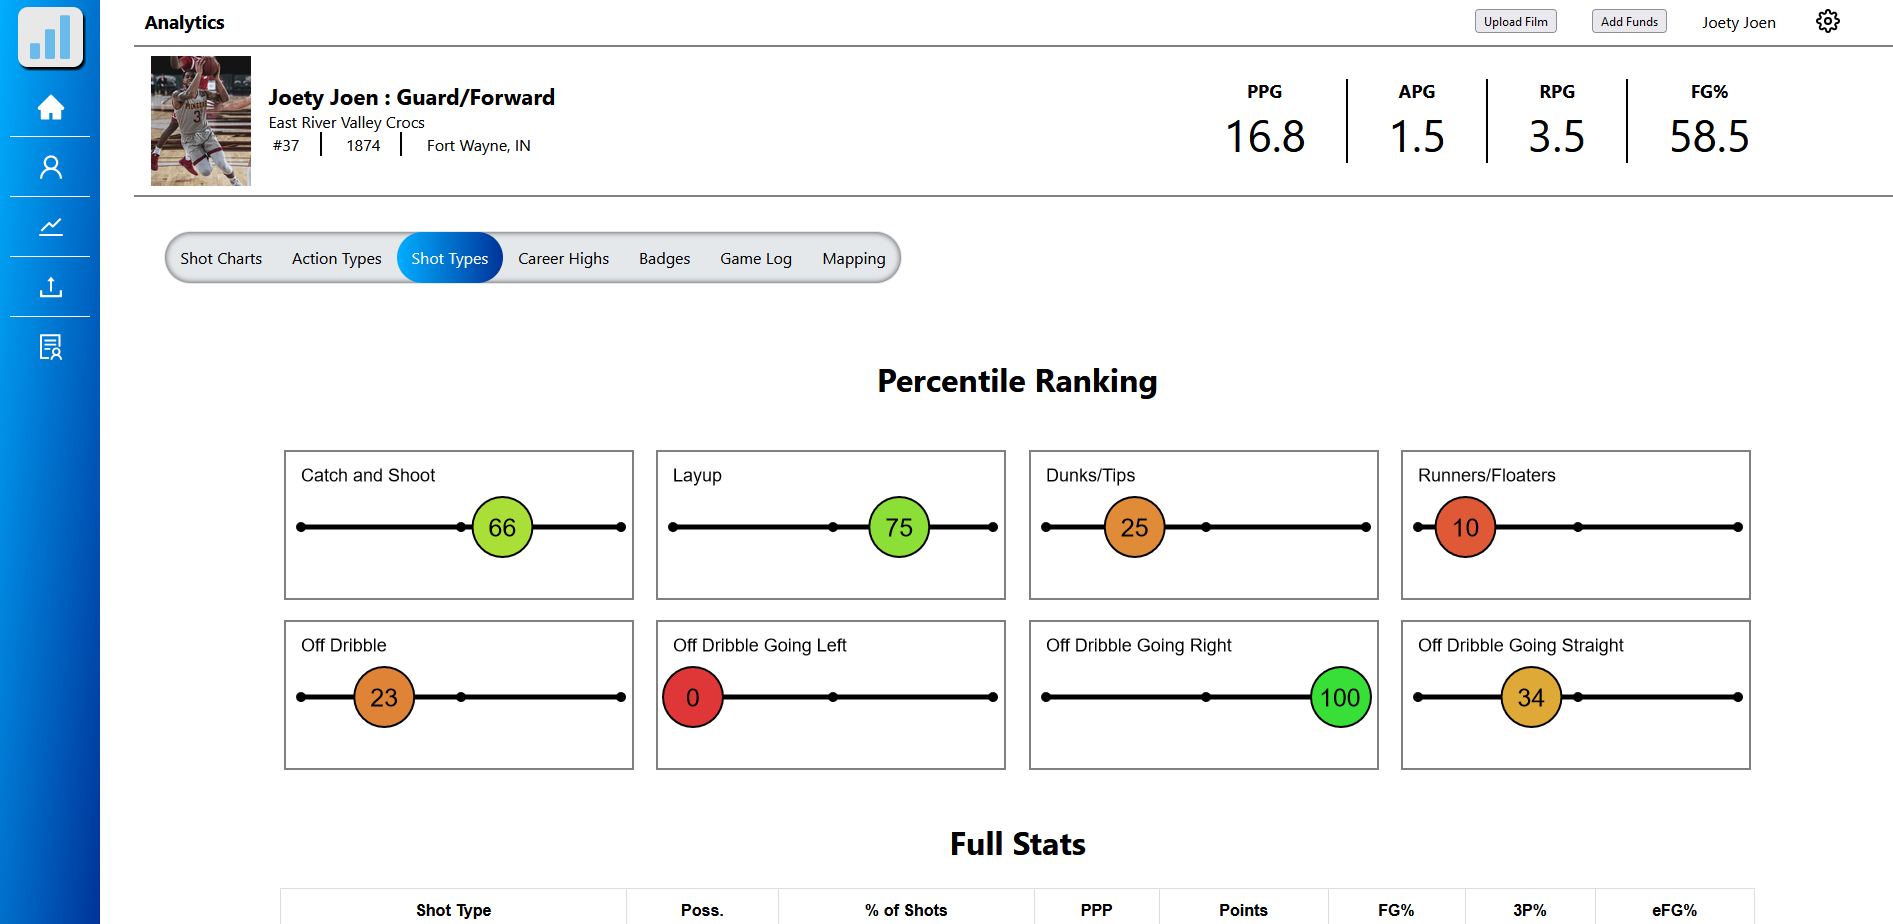 Analytics
Upload Film
Add Funds
Joety Joen
Joety Joen : Guard/Forward
East River Valley Crocs
#37
1874
Fort Wayne, IN
PPG
APG
RPG
FG%
16.8
1.5
3.5
58.5
Shot Charts
Action Types
Shot Types
Career Highs
Badges
Game Log
Mapping
Percentile Ranking
Catch and Shoot
66
Layup
75
Dunks/Tips
25
Runners/Floaters
10
Off Dribble
23
Off Dribble Going Left
0
Off Dribble Going Right
100
Off Dribble Going Straight
34
Full Stats
Shot Type
Poss.
% of Shots
PPP
Points
FG%
3P%
eFG%